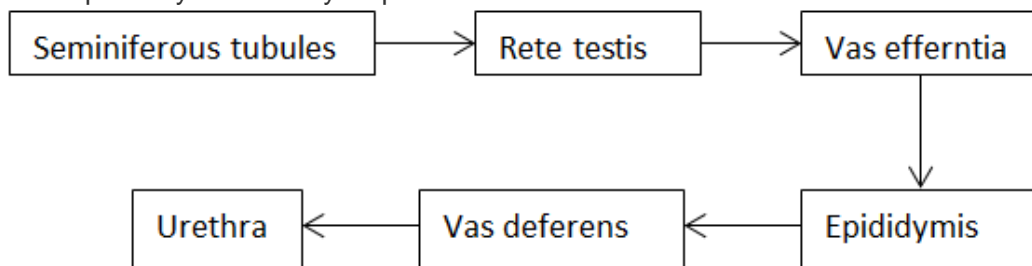 Seminiferous tubules
Rete testis
Vas efferntia
Epididymis
Vas deferens
Urethra